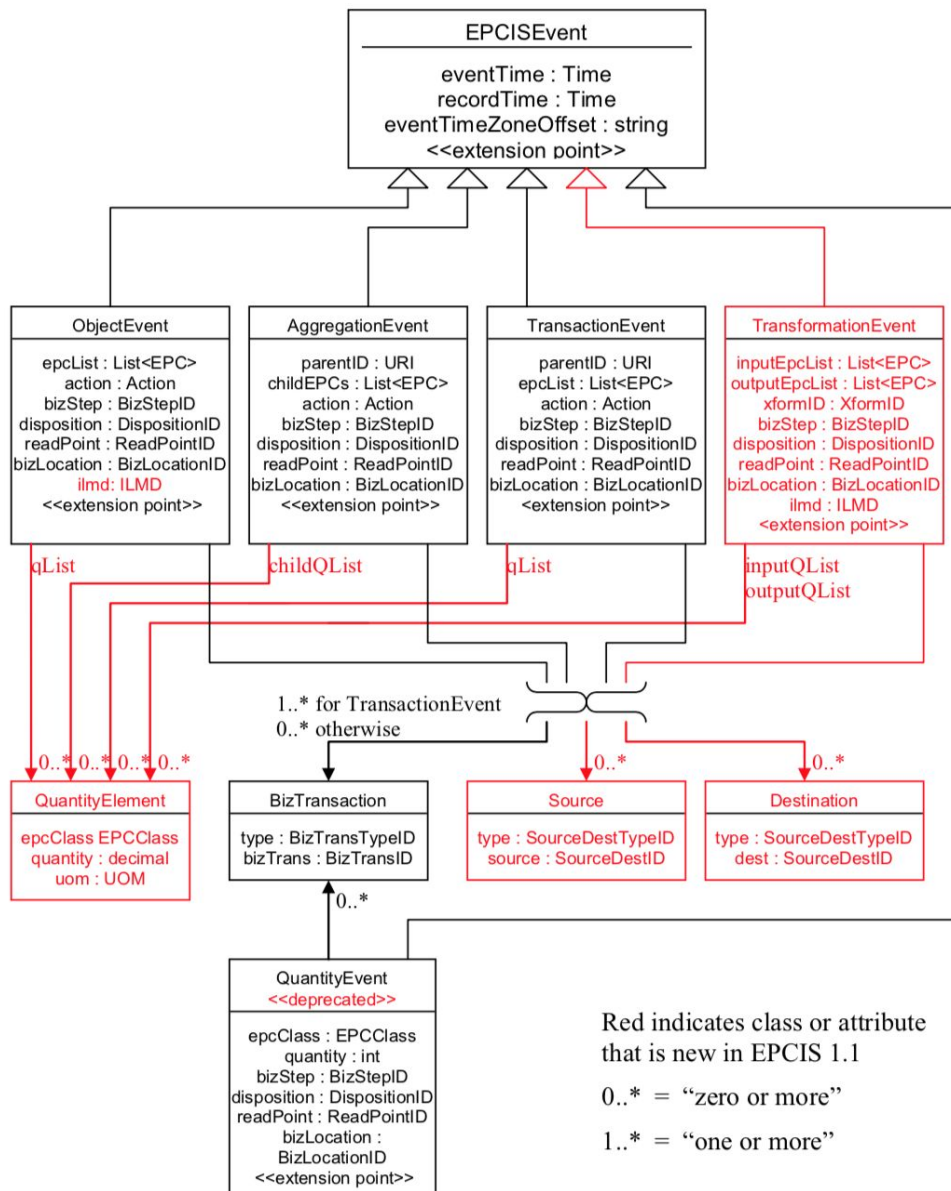 EPCISEvent
eventTime : Time
recordTime : Time
eventTimeZoneOffset : string
<<extension point>>
ObjectEvent
epcList : List<EPC>
action : Action
bizStep : BizStepID
disposition : DispositionID
readPoint : ReadPointID
bizLocation : BizLocationID
ilmd: ILMD
<<extension point>>
AggregationEvent
parentID : URI
childEPCs : List<EPC>
action : Action
bizStep : BizStepID
disposition : DispositionID
readPoint : ReadPointID
bizLocation : BizLocationID
<<extension point>>
TransactionEvent
parentID : URI
epcList : List<EPC>
action : Action
bizStep : BizStepID
disposition : DispositionID
readPoint : ReadPointID
bizLocation : BizLocationID
<extension point>>
TransformationEvent
inputEpcList : List<EPC>
outputEpcList : List<EPC>
xformID : XformID
bizStep : BizStepID
disposition : DispositionID
readPoint : ReadPointID
bizLocation : BizLocationID
ilmd : ILMD
<extension point>>
qList
childQList
qList
inputQList
outputQList
1..* for TransactionEvent
0..* otherwise
0..*
0..*
0..*
0..*
0..*
0..*
QuantityElement
epcClass EPCClass
quantity : decimal
uom : UOM
BizTransaction
type : BizTransTypeID
bizTrans : BizTransID
Source
type : SourceDestTypeID
source : SourceDestID
Destination
type : SourceDestTypeID
dest : SourceDestID
0..*
QuantityEvent
<<deprecated>>
epcClass : EPCClass
quantity : int
bizStep : BizStepID
disposition : DispositionID
readPoint : ReadPointID
bizLocation :
BizLocationID
<<extension point>>
Red indicates class or attribute
that is new in EPCIS 1.1
0..* = “zero or more”
1..* = “one or more”